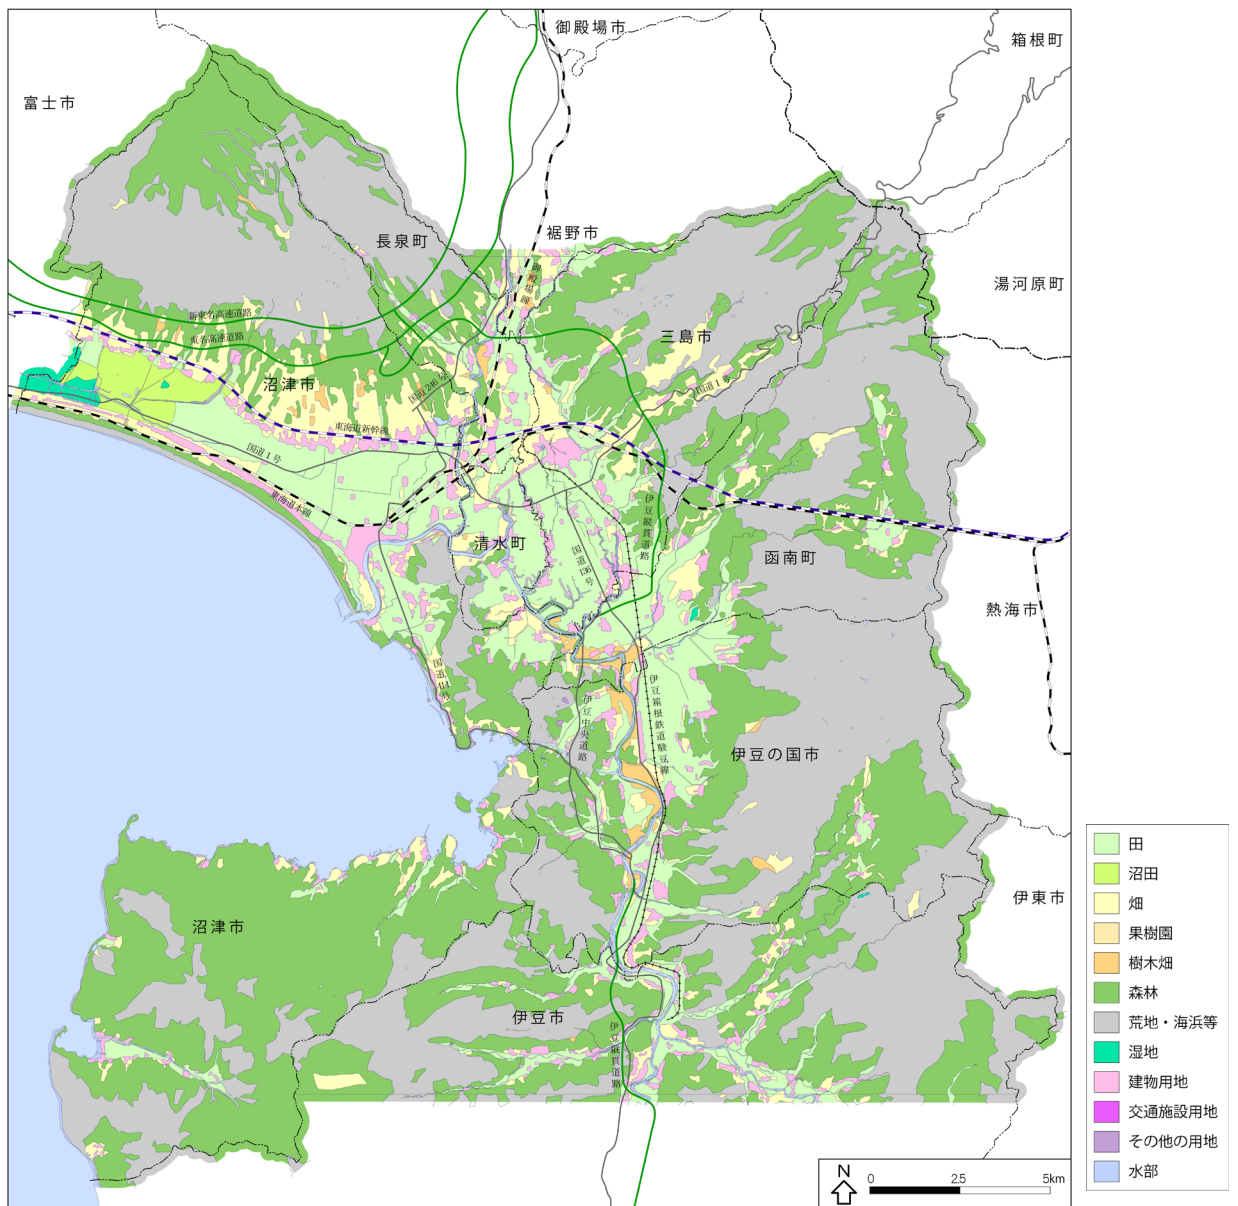 御殿場市
箱根町
富士市
長泉町
裾野市
御殿場線
湯河原町
新東名高速道路
東名高速道路
三島市
沼津市
国道246号
国道1号
東海道新幹線
国道1号
東海道本線
伊豆縦貫道路
清水町
国道136号
函南町
熱海市
国道414号
伊豆中央道路
伊豆箱根鉄道駿豆線
伊豆の国市
沼津市
伊東市
伊豆市
伊豆縦貫道路
田
沼田
畑
果樹園
樹木畑
森林
荒地・海浜等
湿地
建物用地
交通施設用地
その他の用地
水部
N
0 2.5 5km